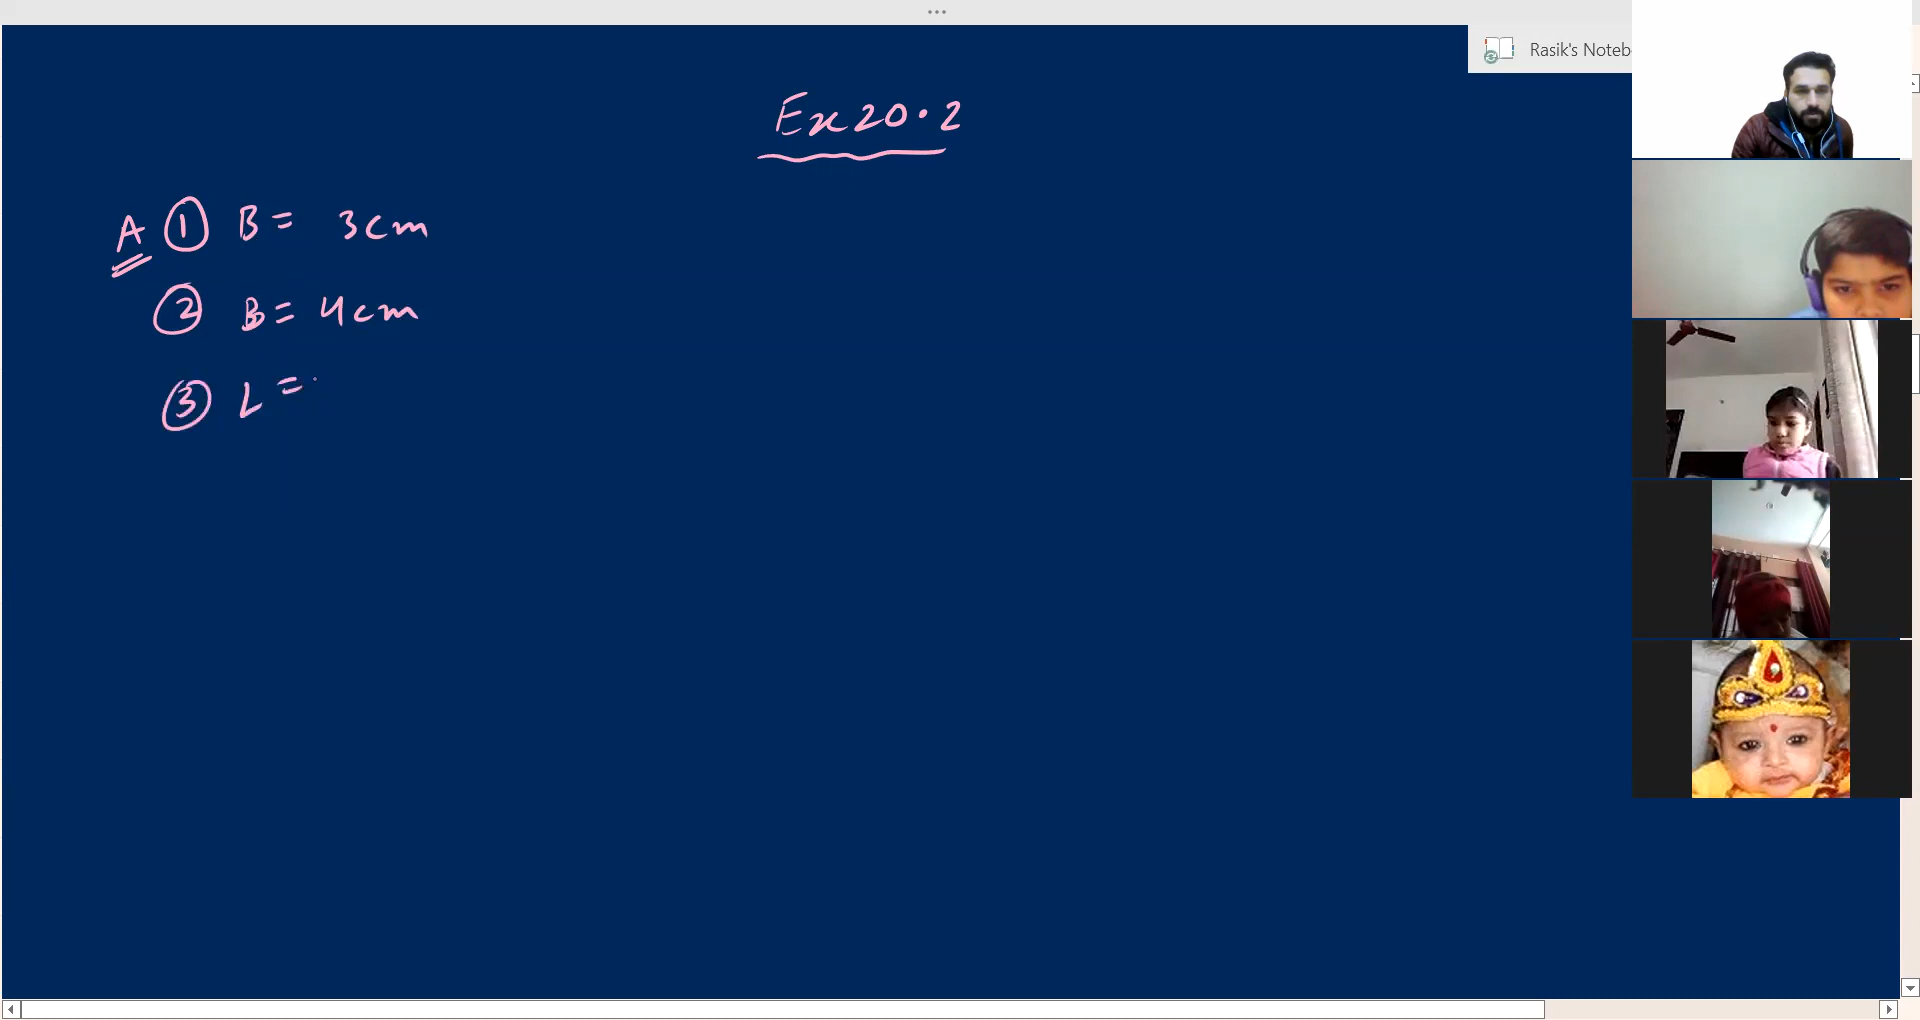 ...
Rasik's Noteb
Ex 20.2
A ① B = 3cm
② B = 4cm
③ L =